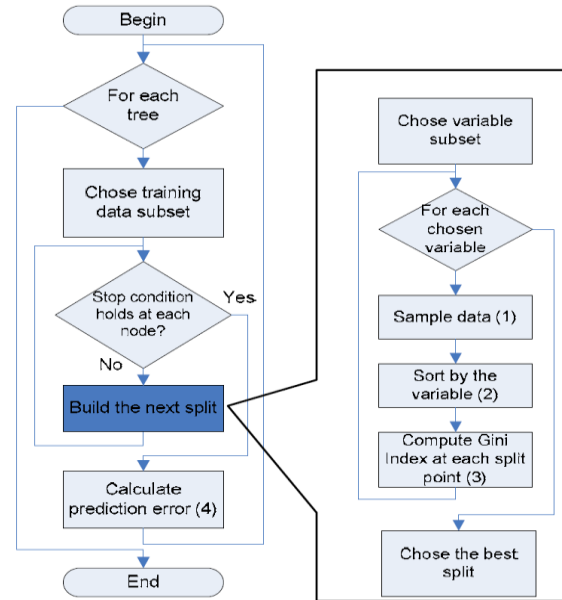 Begin
For each
tree
Chose training
data subset
Stop condition
holds at each
node?
Yes
No
Build the next split
Calculate
prediction error (4)
End
Chose variable
subset
For each
chosen
variable
Sample data (1)
Sort by the
variable (2)
Compute Gini
Index at each split
point (3)
Chose the best
split